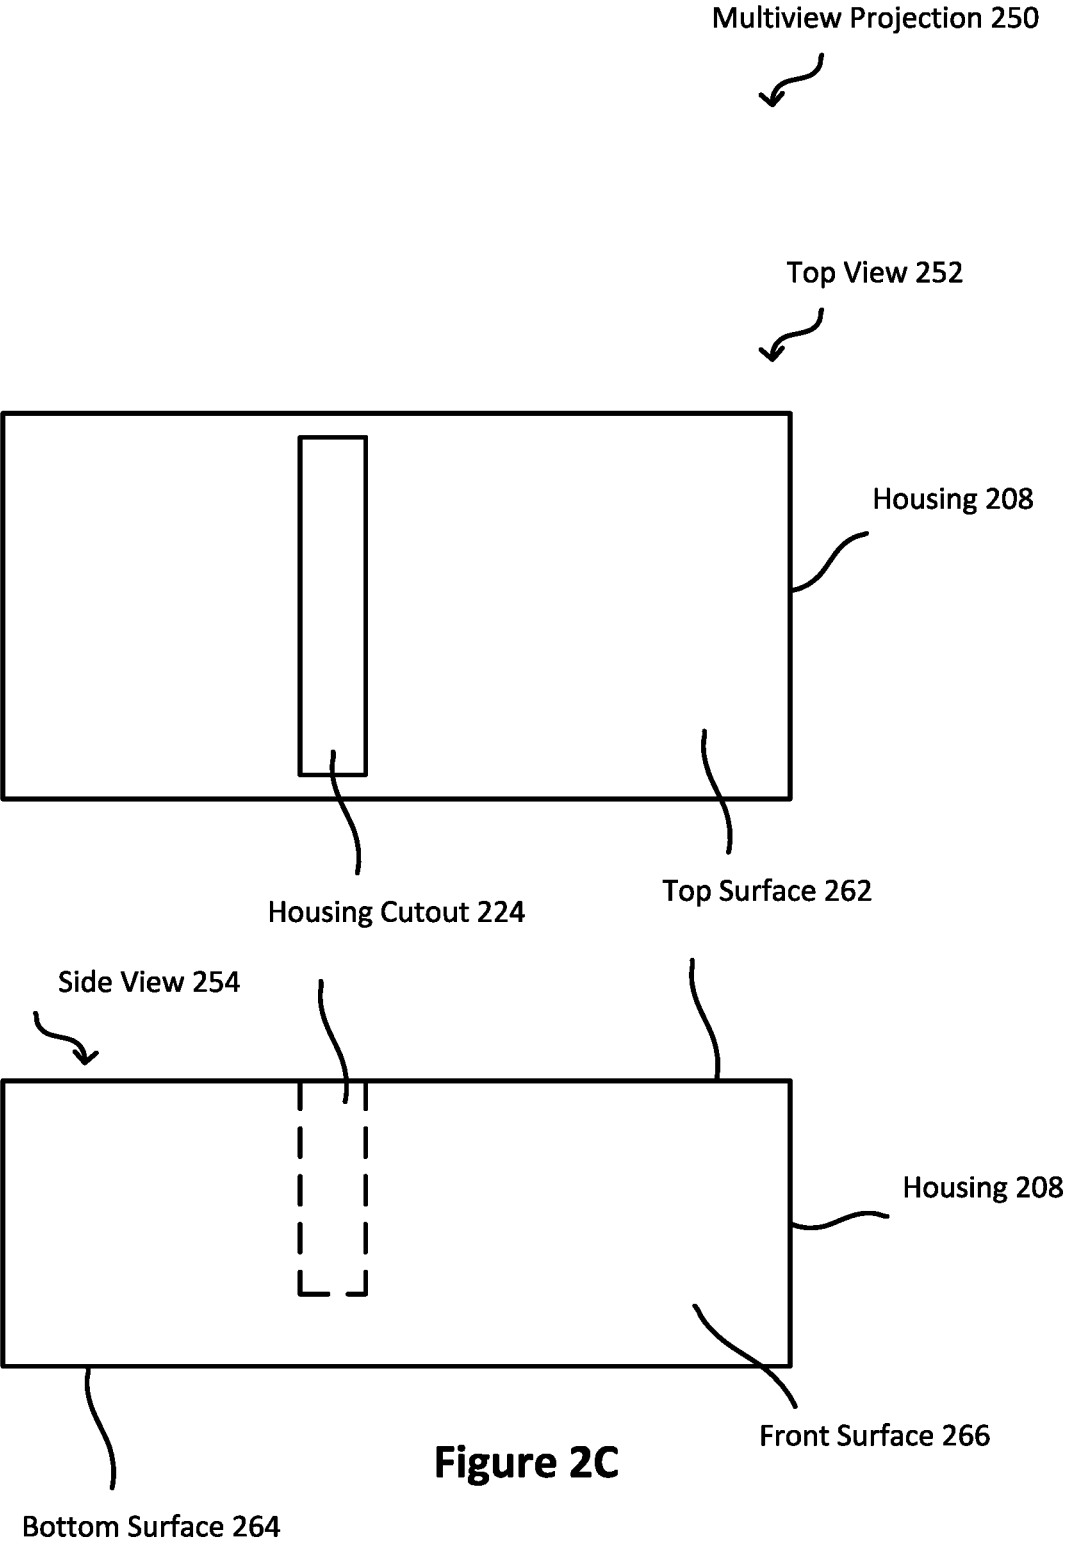 Multiview Projection 250
Top View 252
Housing 208
Top Surface 262
Housing Cutout 224
Side View 254
Housing 208
Front Surface 266
Figure 2C
Bottom Surface 264